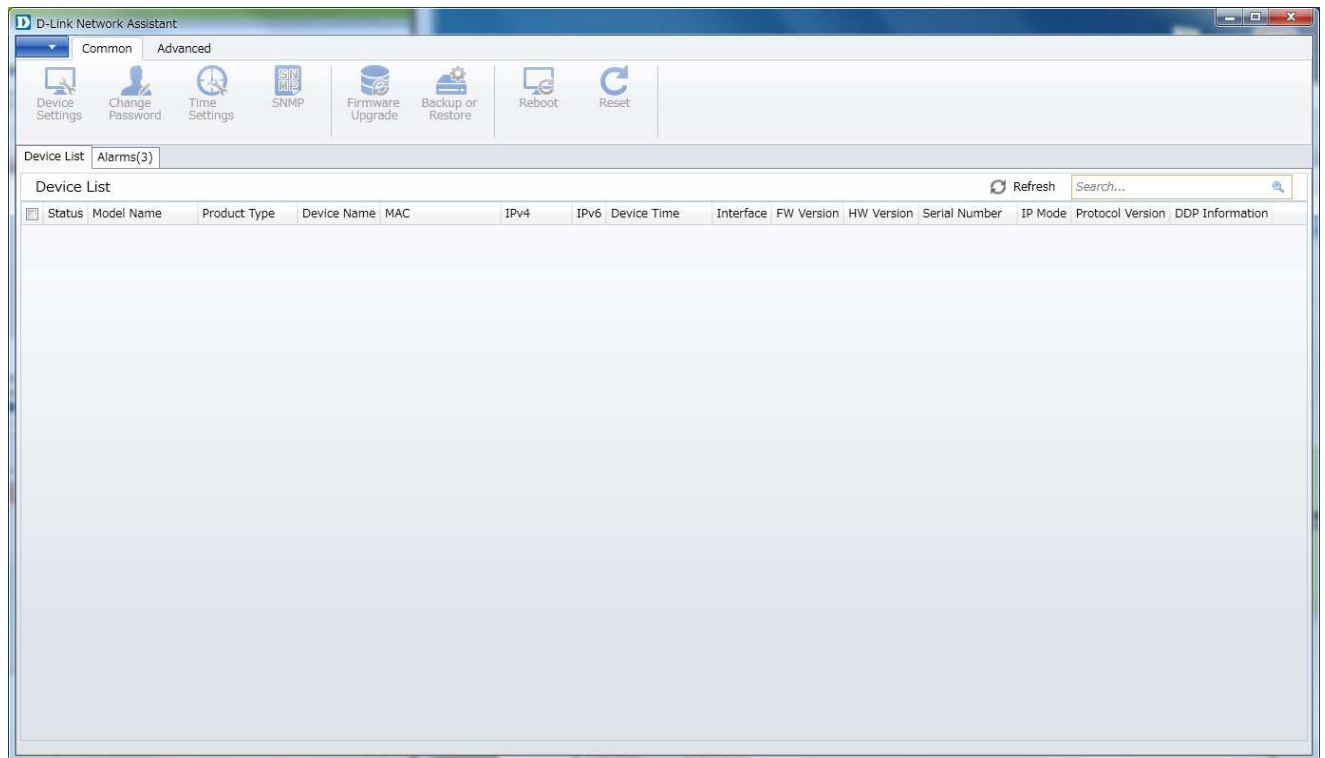 D-Link Network Assistant
Common Advanced
Device Settings
Change Password
Time Settings
SNMP
Firmware Upgrade
Backup or Restore
Reboot
Reset
Device List Alarms(3)
Device List Refresh Search...
Status Model Name Product Type Device Name MAC IPv4 IPv6 Device Time Interface FW Version HW Version Serial Number IP Mode Protocol Version DDP Information